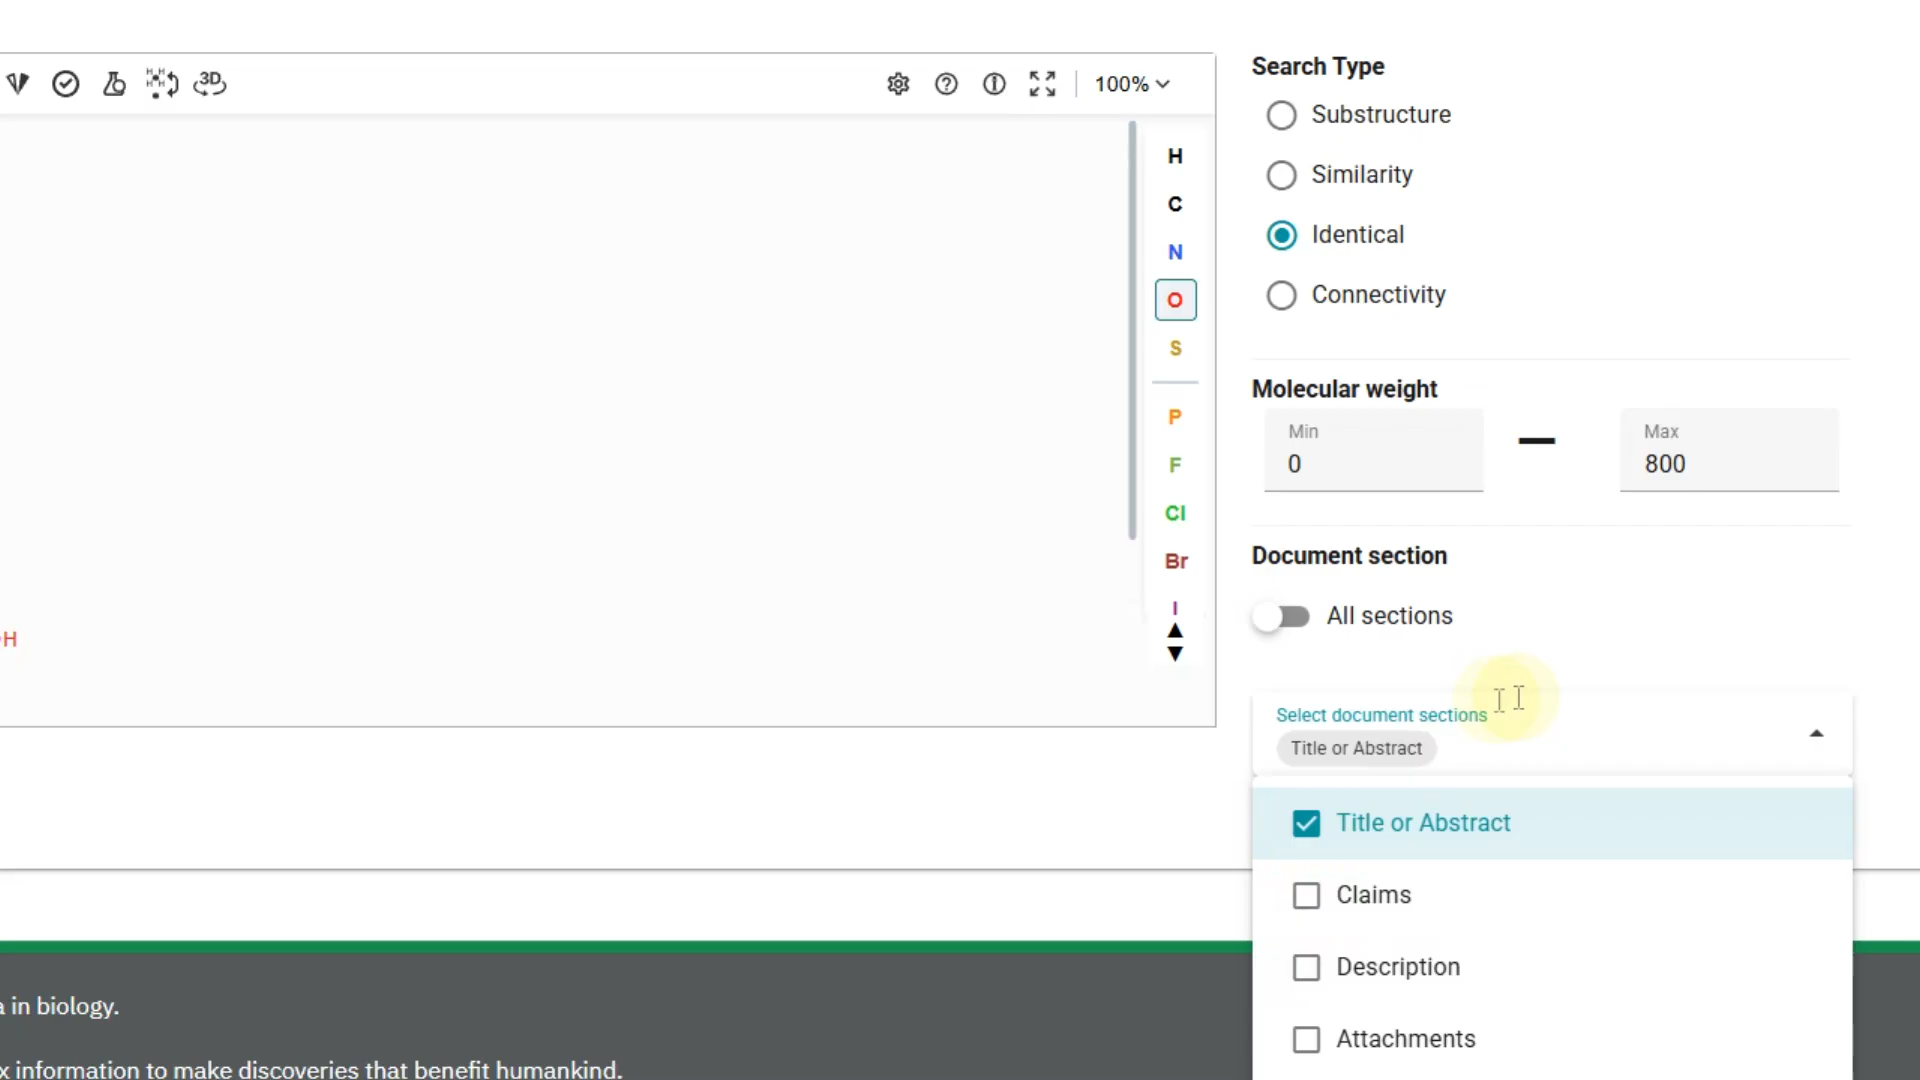 3D
100%
H
C
N
O
S
P
F
Cl
Br
I
H
Search Type
Substructure
Similarity
Identical
Connectivity
Molecular weight
Min
0
Max
800
Document section
All sections
Select document sections
Title or Abstract
Title or Abstract
Claims
Description
Attachments
in biology.
x information to make discoveries that benefit humankind.